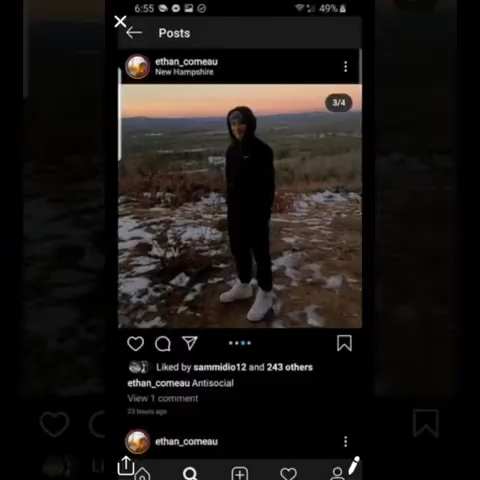 6:55
49%
Posts
ethan_comeau
New Hampshire
3/4
Liked by sammidio12 and 243 others
ethan_comeau Antisocial
View 1 comment
23 hours ago
ethan_comeau